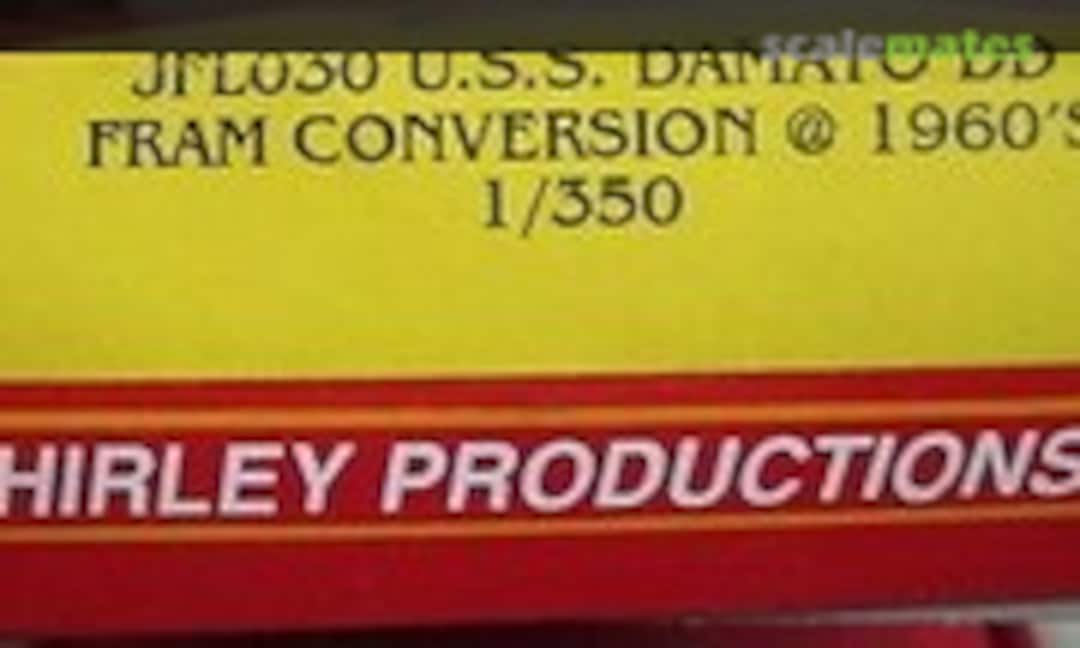 scalemates
JFL030 U.S.S. DAMATO DD
FRAM CONVERSION @ 1960'S
1/350
HIRLEY PRODUCTIONS